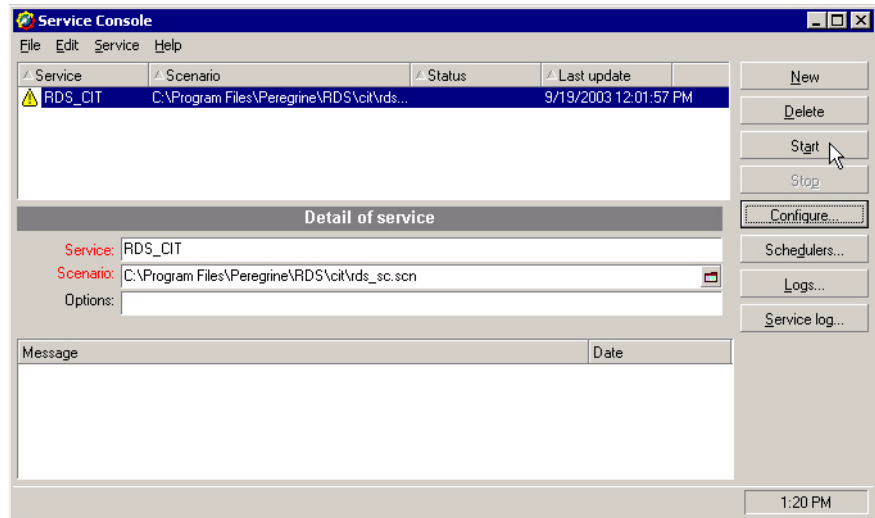 Service Console
File Edit Service Help
Service Scenario Status Last update
RDS_CIT C:\Program Files\Peregrine\RDS\cit\rds... 9/19/2003 12:01:57 PM
New
Delete
Start
Stop
Configure...
Schedulers...
Logs...
Service log...
Detail of service
Service: RDS_CIT
Scenario: C:\Program Files\Peregrine\RDS\cit\rds_sc.scn
Options:
Message Date
1:20 PM